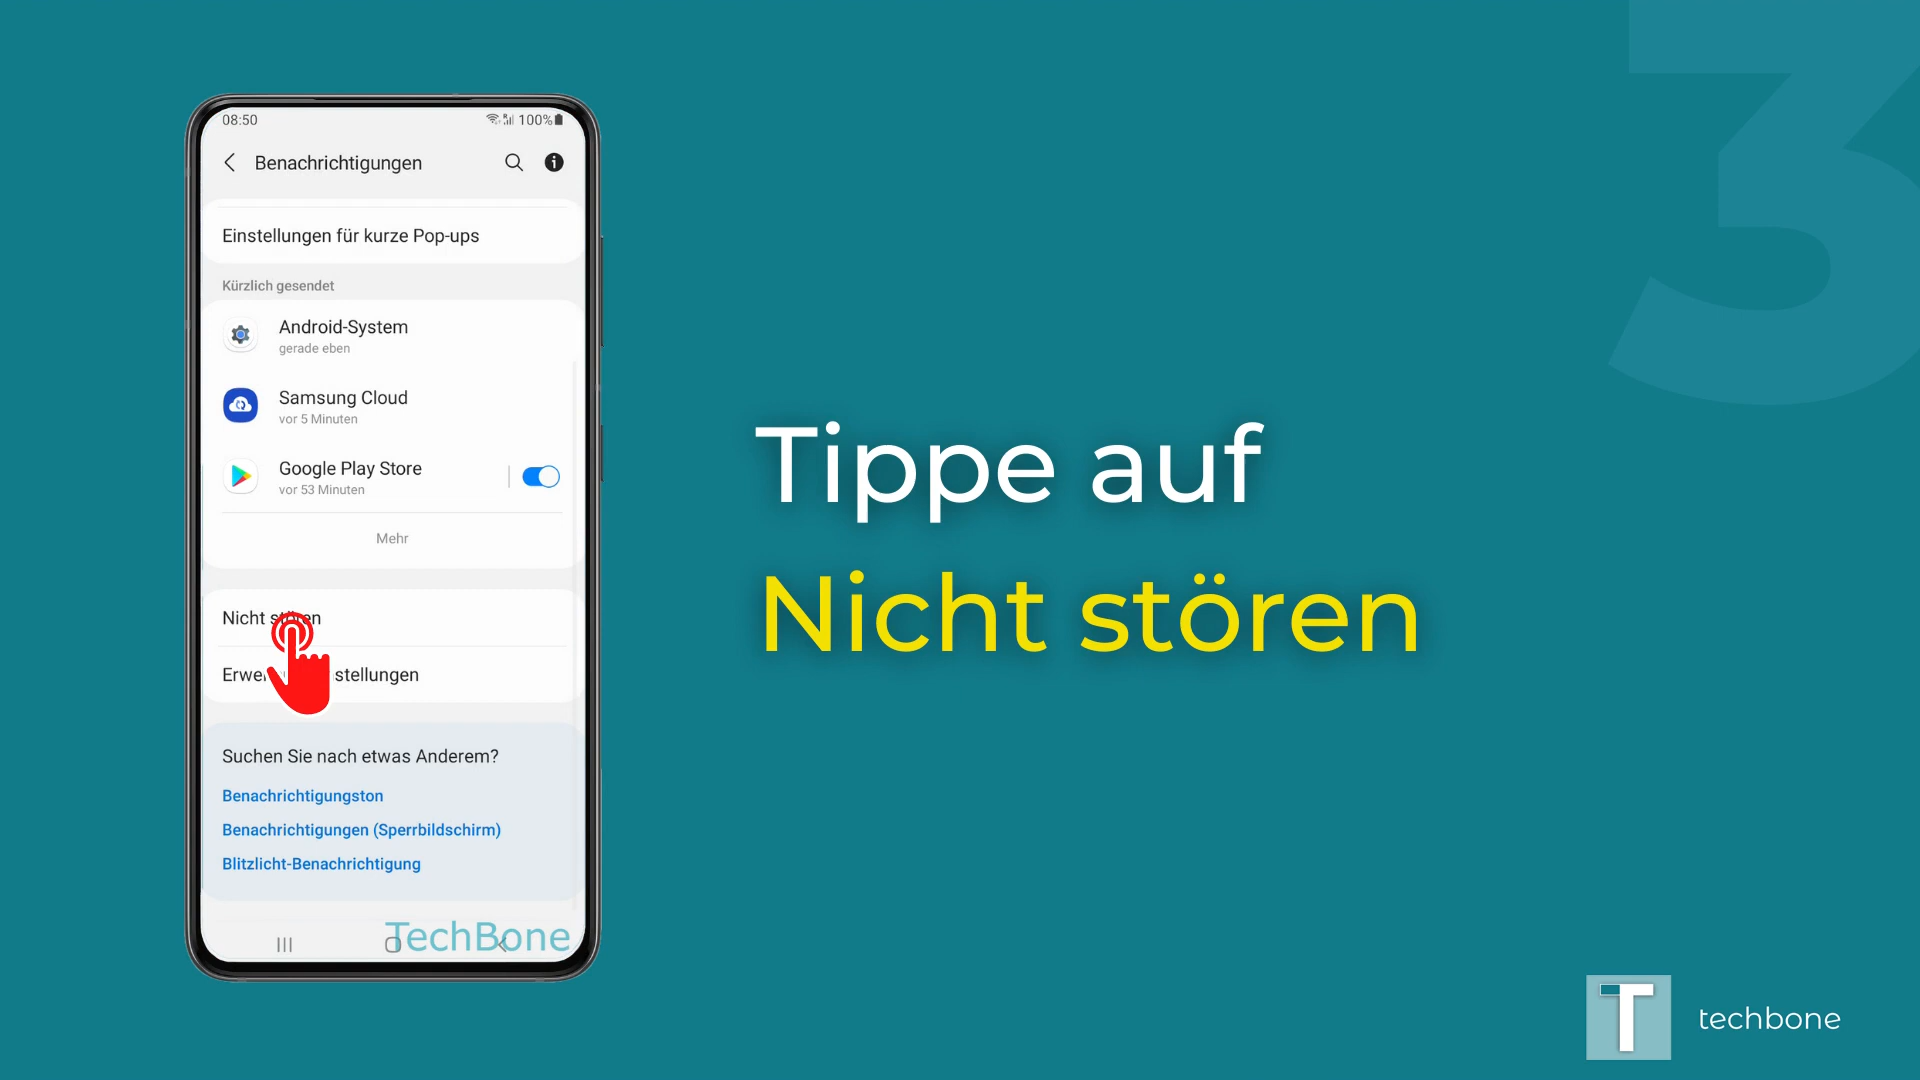 3
08:50
100%
Benachrichtigungen
Einstellungen für kurze Pop-ups
Kürzlich gesendet
Android-System
gerade eben
Samsung Cloud
vor 5 Minuten
Google Play Store
vor 53 Minuten
Mehr
Nicht stören
stellungen
Suchen Sie nach etwas Anderem?
Benachrichtigungston
Benachrichtigungen (Sperrbildschirm)
Blitzlicht-Benachrichtigung
TechBone
Tippe auf
Nicht stören
T
techbone